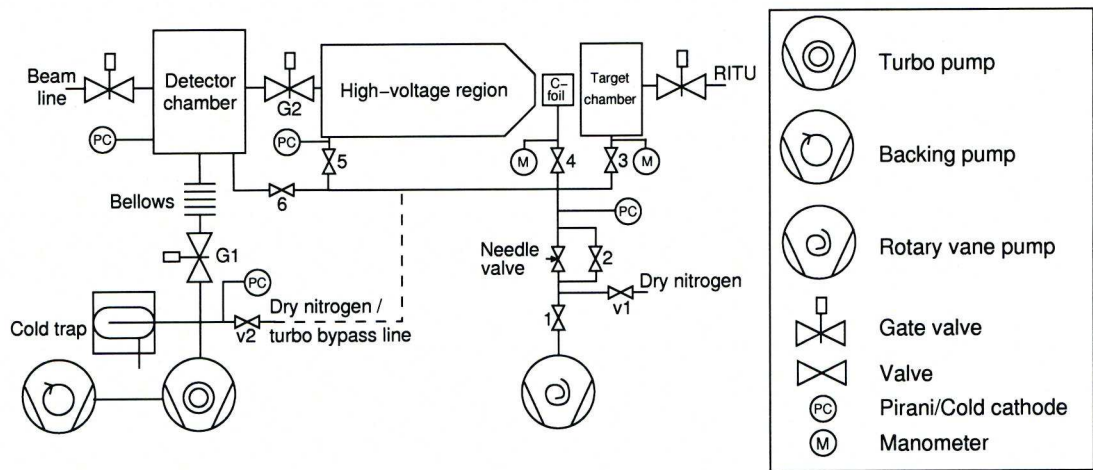 Beam
line
Detector
chamber
G2
High–voltage region
C–
foil
Target
chamber
RITU
PC
PC
5
M
4
3
M
6
Bellows
PC
G1
Needle
valve
2
PC
Dry nitrogen
Cold trap
v2
Dry nitrogen /
turbo bypass line
1
v1
Turbo pump
Backing pump
Rotary vane pump
Gate valve
Valve
PC
Pirani/Cold cathode
M
Manometer